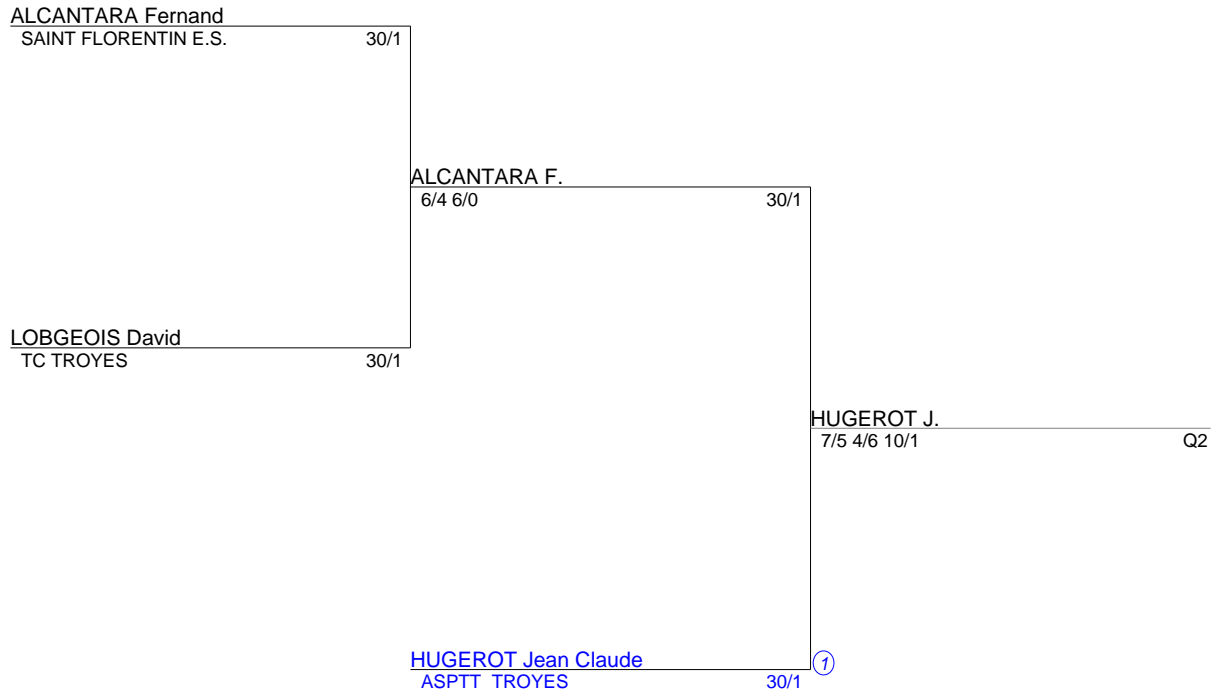 ALCANTARA Fernand
SAINT FLORENTIN E.S. 30/1
ALCANTARA F.
6/4 6/0 30/1
LOBGEOIS David
TC TROYES 30/1
HUGEROT J.
7/5 4/6 10/1 Q2
HUGEROT Jean Claude 1
ASPTT TROYES 30/1